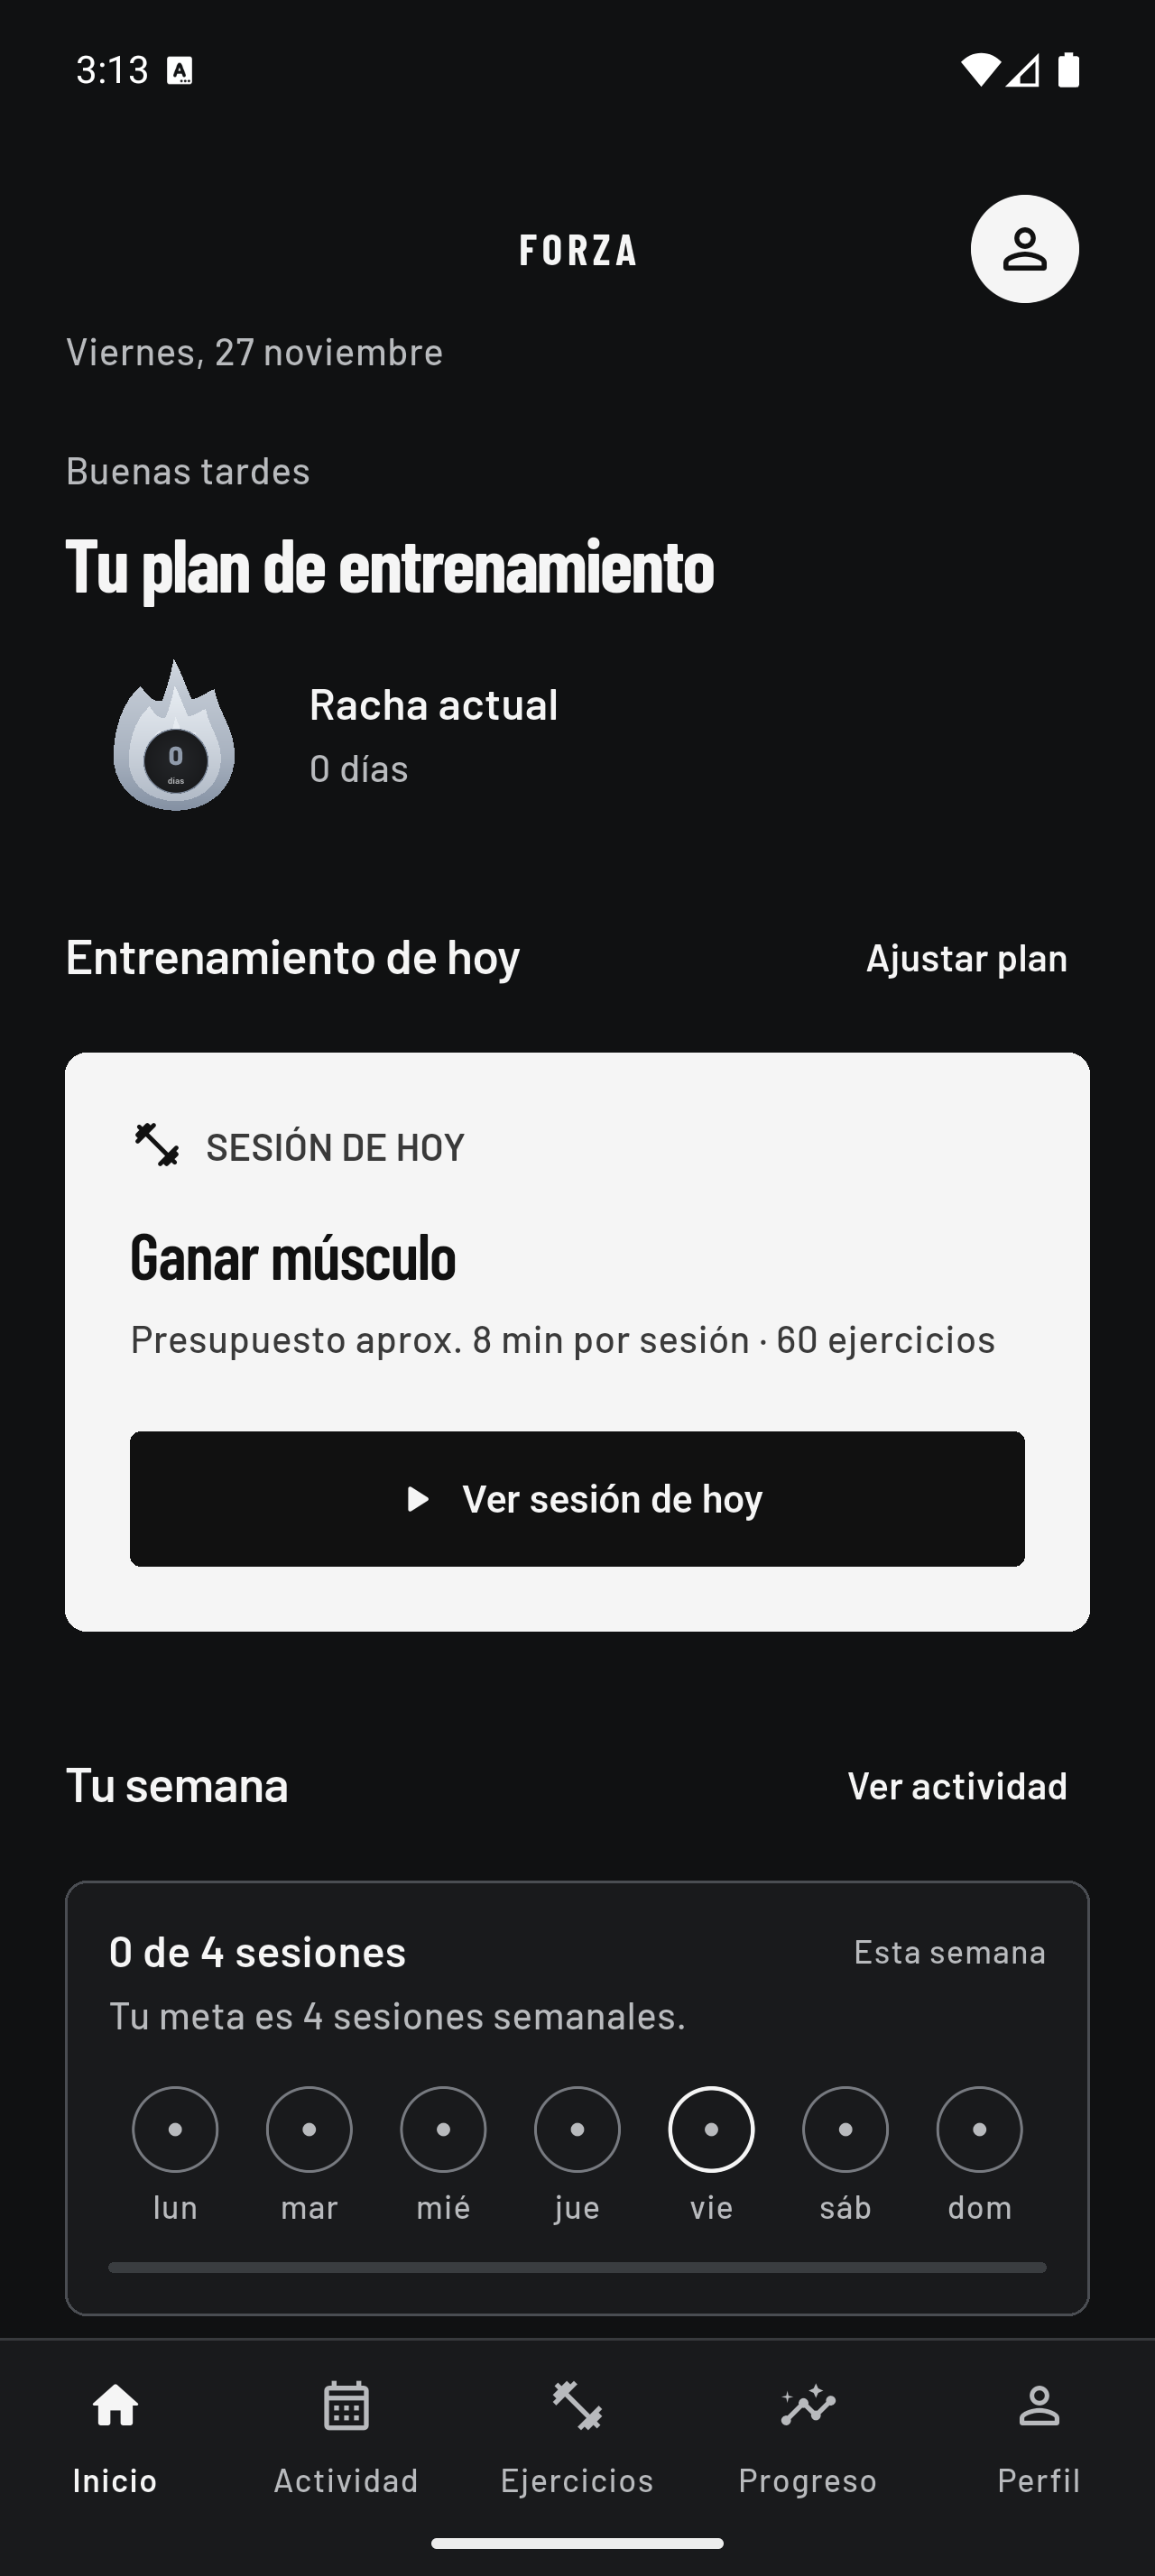 3:13
FORZA
Viernes, 27 noviembre
Buenas tardes
Tu plan de entrenamiento
0
días
Racha actual
0 días
Entrenamiento de hoy
Ajustar plan
SESIÓN DE HOY
Ganar músculo
Presupuesto aprox. 8 min por sesión · 60 ejercicios
Ver sesión de hoy
Tu semana
Ver actividad
0 de 4 sesiones
Esta semana
Tu meta es 4 sesiones semanales.
lun mar mié jue vie sáb dom
Inicio Actividad Ejercicios Progreso Perfil